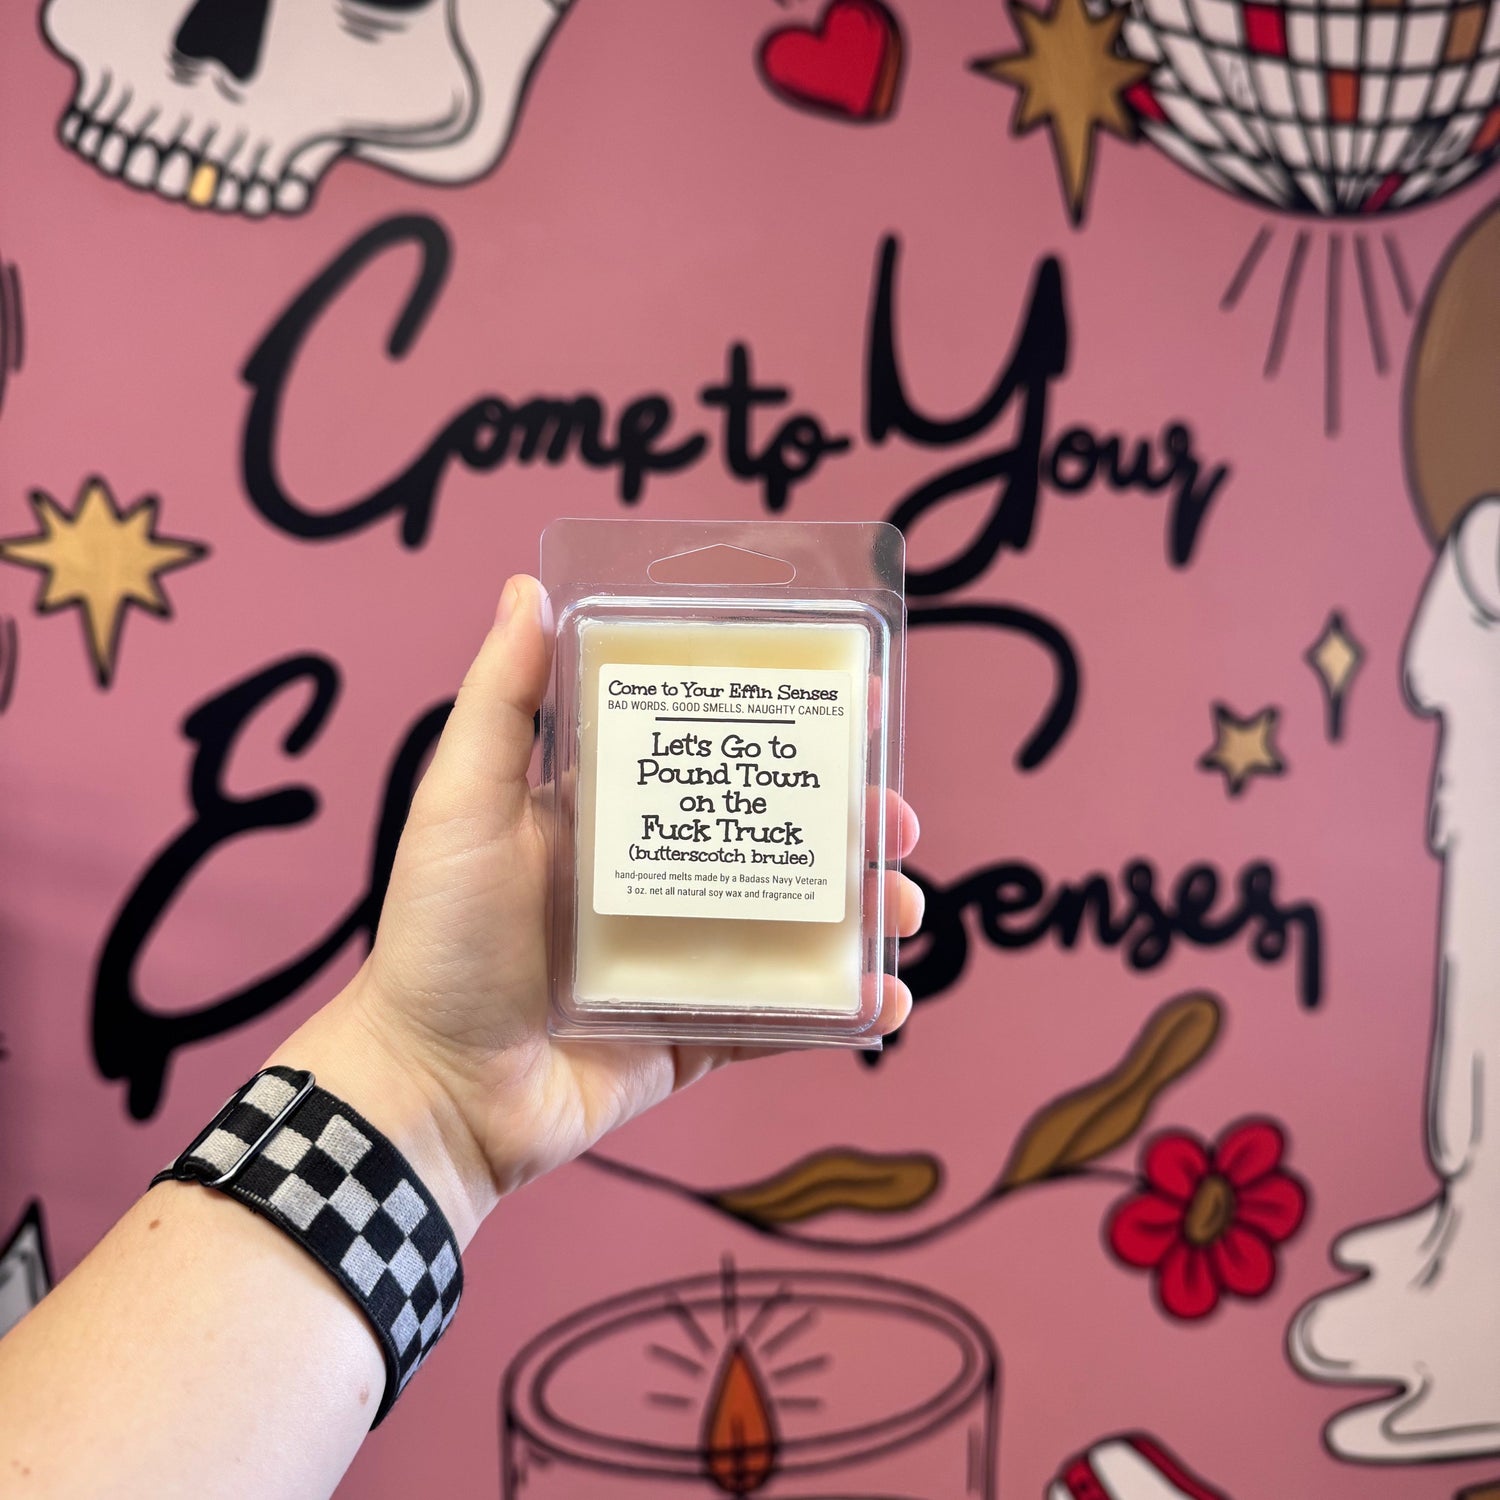 Come to Your
Effin Senses
Come to Your Effin Senses
BAD WORDS. GOOD SMELLS. NAUGHTY CANDLES
Let's Go to
Pound Town
on the
Fuck Truck
(butterscotch brulee)
hand-poured melts made by a Badass Navy Veteran
3 oz. net all natural soy wax and fragrance oil